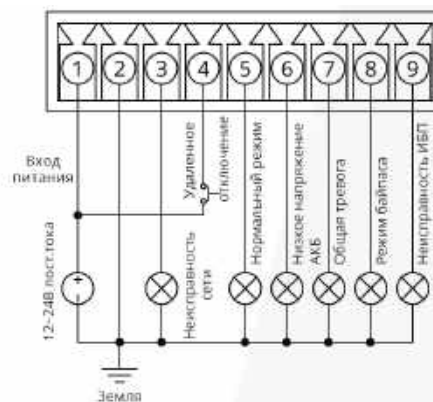 1 2 3 4 5 6 7 8 9
Вход
питания
12-24В пост.тока
Неисправность
сети
Удаленное
отключение
Нормальный режим
Низкое напряжение
АКБ
Общая тревога
Режим байпаса
Неисправность ИБП
Земля